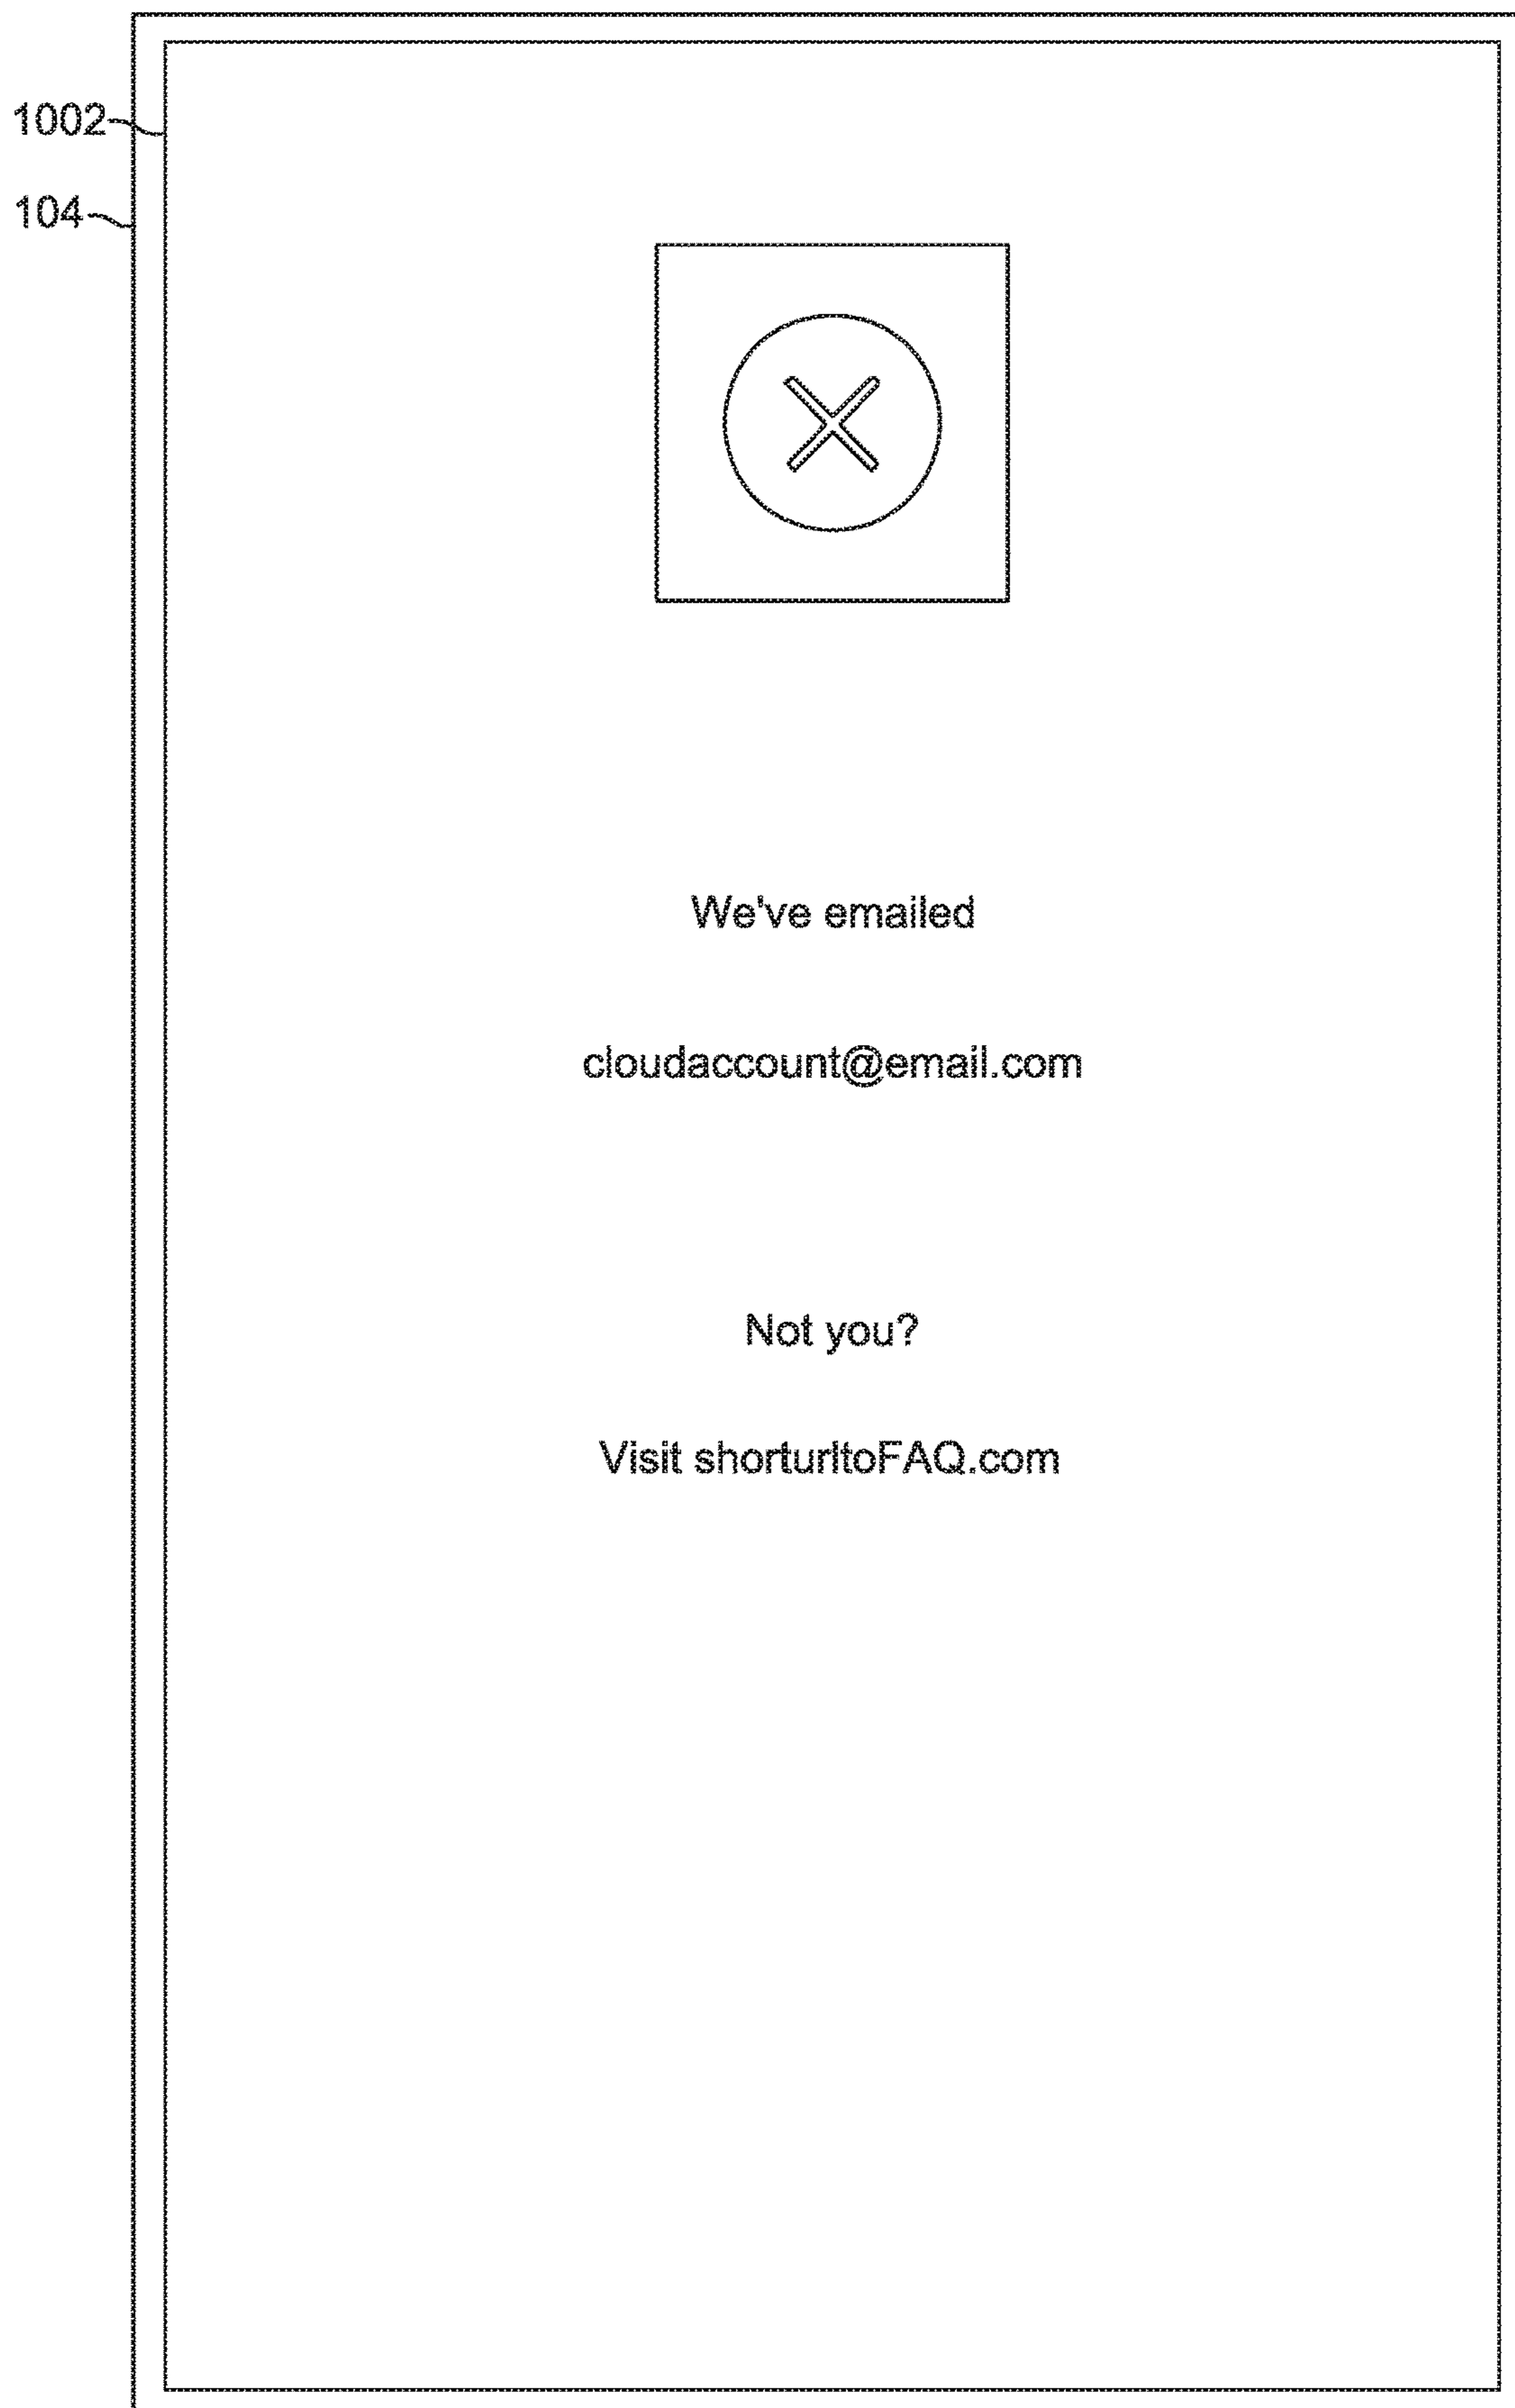 1002
104
We've emailed
cloudaccount@email.com
Not you?
Visit shorturltoFAQ.com